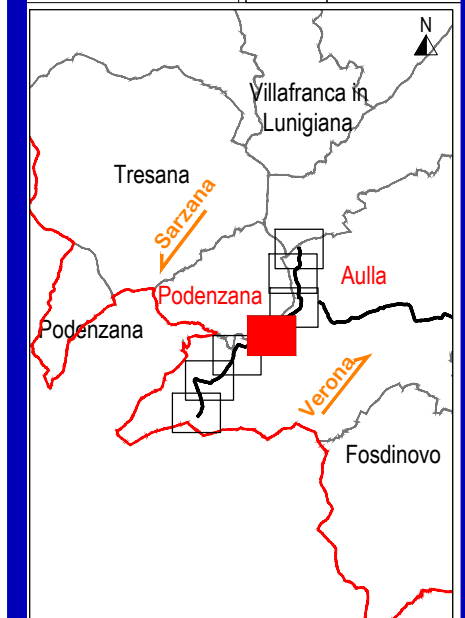 N
Villafranca in
Lunigiana
Tresana
Sarzana
Aulla
Podenzana
Podenzana
Verona
Fosdinovo